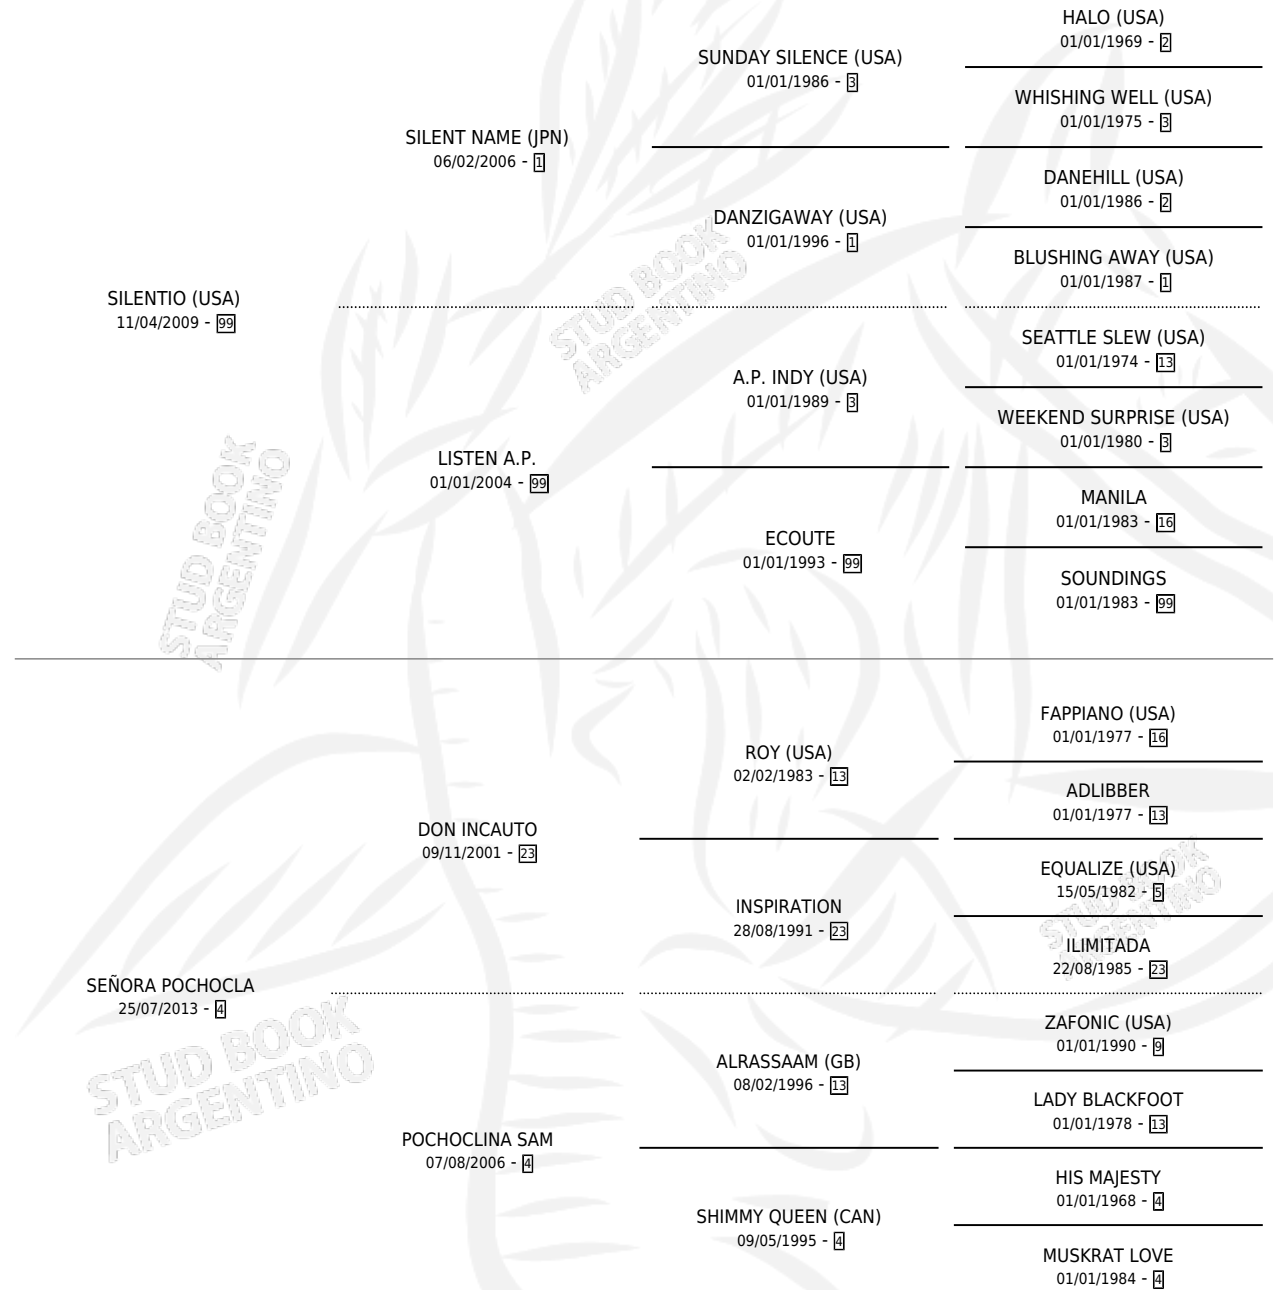 HALO (USA)
01/01/1969 - 2
SUNDAY SILENCE (USA)
01/01/1986 - 3
WHISHING WELL (USA)
01/01/1975 - 3
SILENT NAME (JPN)
06/02/2006 - 1
DANEHILL (USA)
01/01/1986 - 2
DANZIGAWAY (USA)
01/01/1996 - 1
BLUSHING AWAY (USA)
01/01/1987 - 1
SILENTIO (USA)
11/04/2009 - 99
SEATTLE SLEW (USA)
01/01/1974 - 13
A.P. INDY (USA)
01/01/1989 - 3
WEEKEND SURPRISE (USA)
01/01/1980 - 3
LISTEN A.P.
01/01/2004 - 99
MANILA
01/01/1983 - 16
ECOUTE
01/01/1993 - 99
SOUNDINGS
01/01/1983 - 99
FAPPIANO (USA)
01/01/1977 - 16
ROY (USA)
02/02/1983 - 13
ADLIBBER
01/01/1977 - 13
DON INCAUTO
09/11/2001 - 23
EQUALIZE (USA)
15/05/1982 - 5
INSPIRATION
28/08/1991 - 23
ILIMITADA
22/08/1985 - 23
SEÑORA POCHOCLA
25/07/2013 - 4
ZAFONIC (USA)
01/01/1990 - 9
ALRASSAAM (GB)
08/02/1996 - 13
LADY BLACKFOOT
01/01/1978 - 13
POCHOCLINA SAM
07/08/2006 - 4
HIS MAJESTY
01/01/1968 - 4
SHIMMY QUEEN (CAN)
09/05/1995 - 4
MUSKRAT LOVE
01/01/1984 - 4
STUD BOOK
ARGENTINO
STUD BOOK
ARGENTINO
STUD BOOK
ARGENTINO
STUD BOOK
ARGENTINO